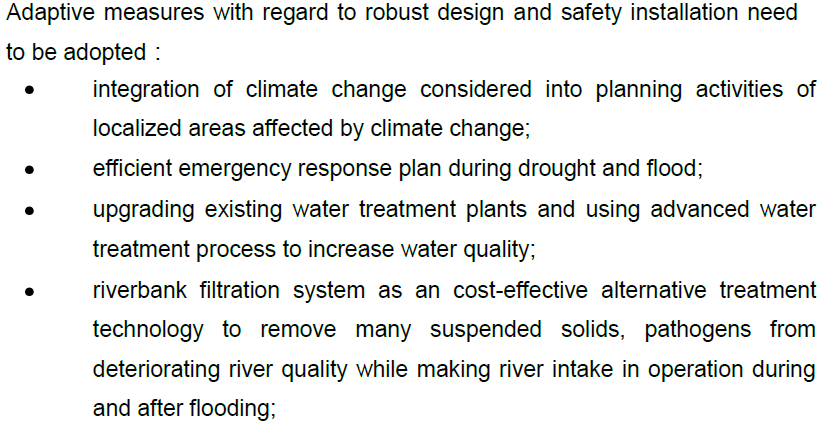 Adaptive measures with regard to robust design and safety installation need
to be adopted :
• integration of climate change considered into planning activities of
localized areas affected by climate change;
• efficient emergency response plan during drought and flood;
• upgrading existing water treatment plants and using advanced water
treatment process to increase water quality;
• riverbank filtration system as an cost-effective alternative treatment
technology to remove many suspended solids, pathogens from
deteriorating river quality while making river intake in operation during
and after flooding;